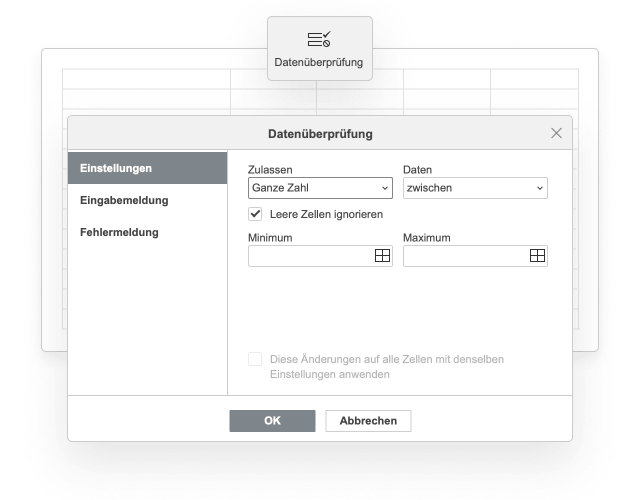 Datenüberprüfung
Datenüberprüfung
Einstellungen
Eingabemeldung
Fehlermeldung
Zulassen
Daten
Ganze Zahl
zwischen
Leere Zellen ignorieren
Minimum
Maximum
Diese Änderungen auf alle Zellen mit denselben
Einstellungen anwenden
OK
Abbrechen